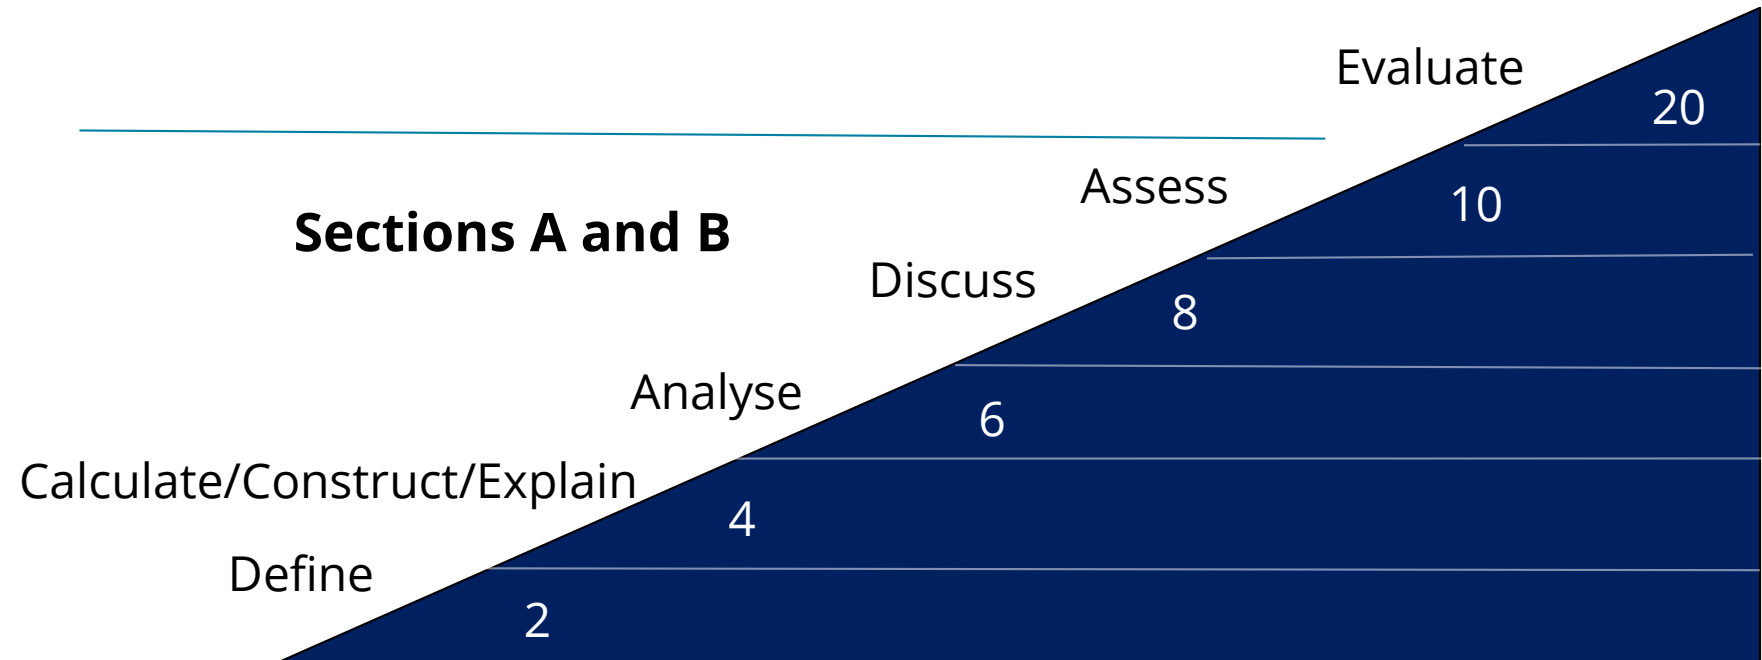 Evaluate
20
Assess
10
Sections A and B
Discuss
8
Analyse
6
Calculate/Construct/Explain
4
Define
2